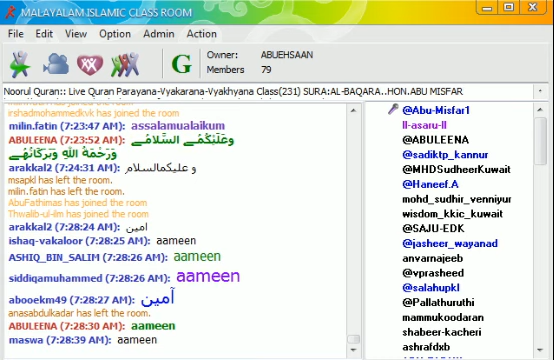 MALAYALAM ISLAMIC CLASS ROOM
File Edit View Option Admin Action
G
Owner: ABUEHSAAN
Members 79
Noorul Quran:: Live Quran Parayana-Vyakarana-Vyakhyana Class(231) SURA:AL-BAQARA..HON.ABU MISFAR
has joined the room
irshadmohammedkvk has joined the room
milin.fatin (7:23:47 AM): assalamualaikum
ABULEENA (7:23:52 AM): وَعَلَيْكُمُے السَّلَامُے
وَرَحْمَةُ اللهِ وَبَرَكَاتُهُے
arakkal2 (7:24:31 AM): و عليكمالسلام
msapkl has left the room.
milin.fatin has left the room.
AbuFathimas has joined the room
Thwalib-ul-ilm has joined the room
arakkal2 (7:28:24 AM): امين
ishaq-vakaloor (7:28:25 AM): aameen
ASHIQ_BIN_SALIM (7:28:26 AM): aameen
siddiqamuhammed (7:28:26 AM): aameen
abooekm49 (7:28:27 AM): آمين
anasabdulkadar has left the room.
ABULEENA (7:28:30 AM): aameen
maswa (7:28:39 AM): aameen
@Abu-Misfar1
ll-asaru-ll
@ABULEENA
@sadiktp_kannur
@MHDSudheerKuwait
@Haneef.A
mohd_sudhir_venniyur
wisdom_kkic_kuwait
@SAJU-EDK
@jasheer_wayanad
anvarnajeeb
@vprasheed
@salahupkl
@Pallathuruthi
mammukoodaran
shabeer-kacheri
ashrafdxb